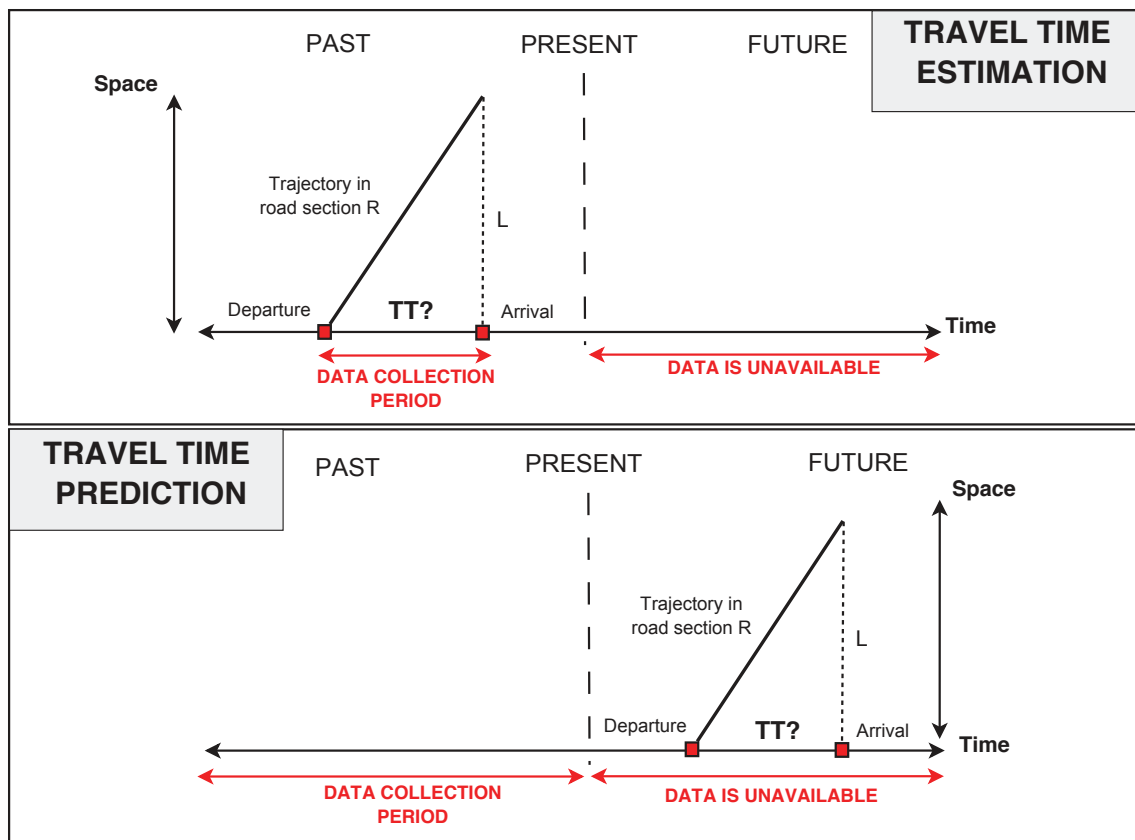 PAST
PRESENT
FUTURE
TRAVEL TIME
ESTIMATION
Space
Trajectory in
road section R
L
Departure
TT?
Arrival
Time
DATA COLLECTION
PERIOD
DATA IS UNAVAILABLE
TRAVEL TIME
PREDICTION
PAST
PRESENT
FUTURE
Space
Trajectory in
road section R
L
Departure
TT?
Arrival
Time
DATA COLLECTION
PERIOD
DATA IS UNAVAILABLE